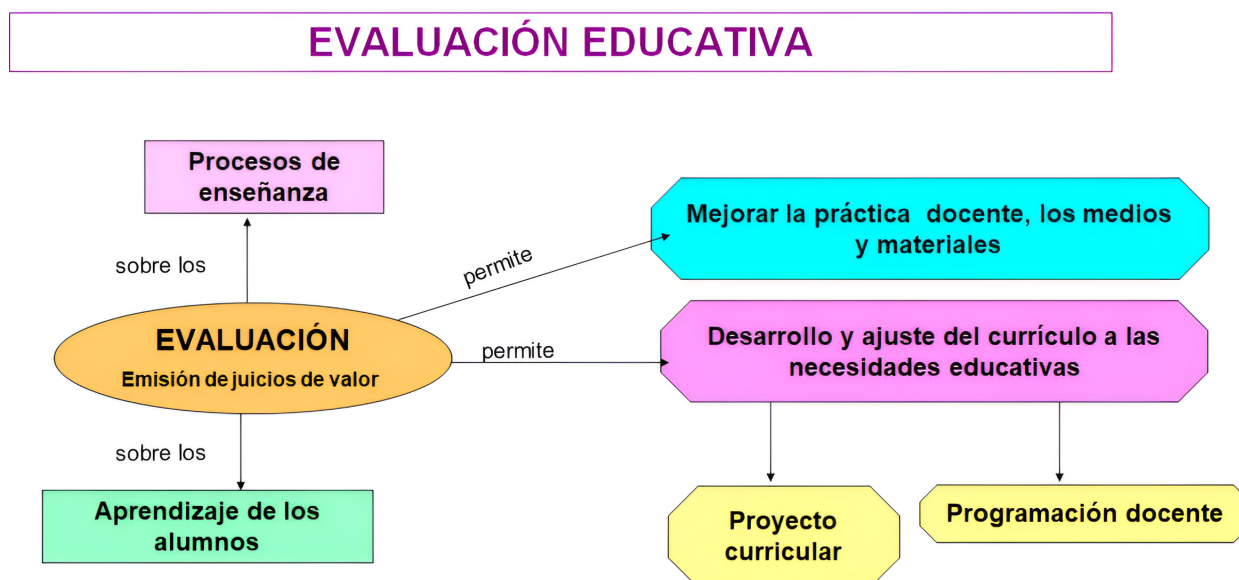 EVALUACIÓN EDUCATIVA
Procesos de
enseñanza
sobre los
EVALUACIÓN
Emisión de juicios de valor
sobre los
Aprendizaje de los
alumnos
permite
Mejorar la práctica docente, los medios
y materiales
permite
Desarrollo y ajuste del currículo a las
necesidades educativas
Proyecto
curricular
Programación docente